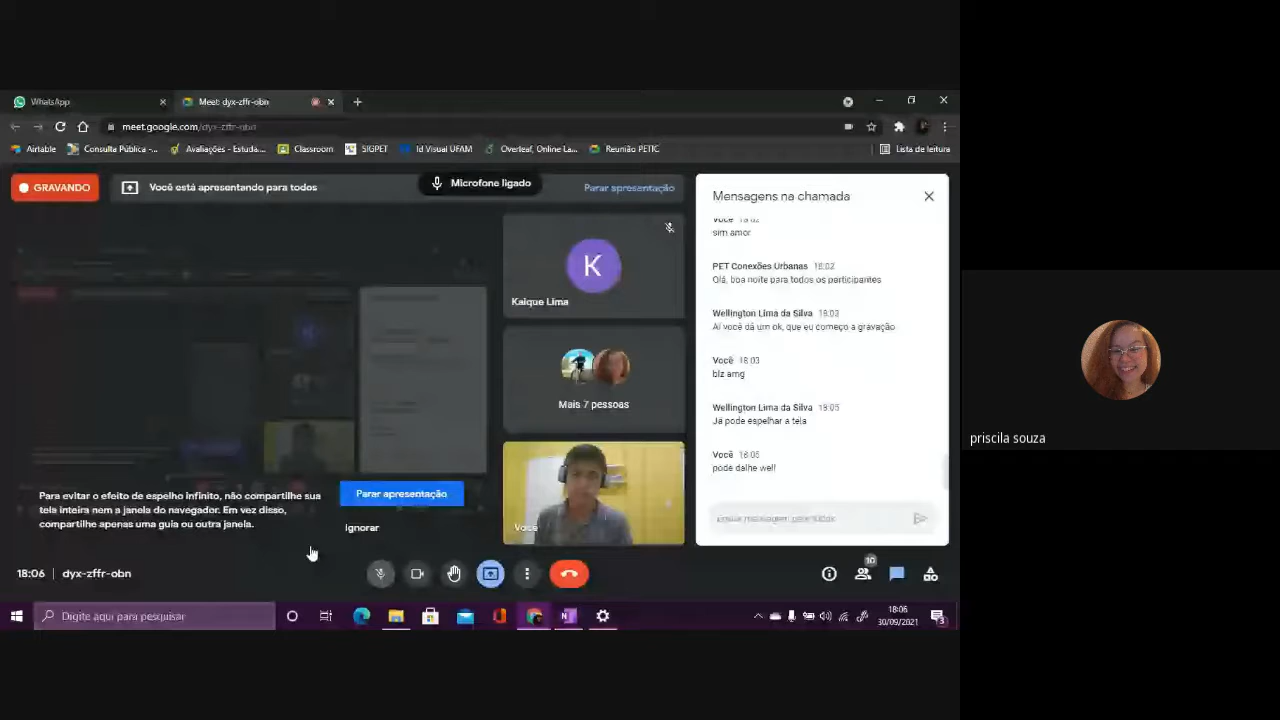 WhatsApp
Meet: dyx-zffr-obn
meet.google.com/dyx-zffr-obn
Airtable
Consulta Pública -...
Avaliações - Estuda...
Classroom
SIGPET
Id Visual UFAM
Overleaf, Online La...
Reunião PETIC
Lista de leitura
GRAVANDO
Você está apresentando para todos
Microfone ligado
Parar apresentação
Mensagens na chamada
Você 18:02
sim amor
PET Conexões Urbanas 18:02
Olá, boa noite para todos os participantes
Wellington Lima da Silva 18:03
Aí você dá um ok, que eu começo a gravação
Você 18:03
blz amg
Wellington Lima da Silva 18:05
Já pode espelhar a tela
Você 18:05
pode dalhe well
K
Kaique Lima
Mais 7 pessoas
Você
Para evitar o efeito de espelho infinito, não compartilhe sua
tela inteira nem a janela do navegador. Em vez disso,
compartilhe apenas uma guia ou outra janela.
Parar apresentação
Ignorar
18:06 | dyx-zffr-obn
10
Digite aqui para pesquisar
18:06
30/09/2021
3
priscila souza